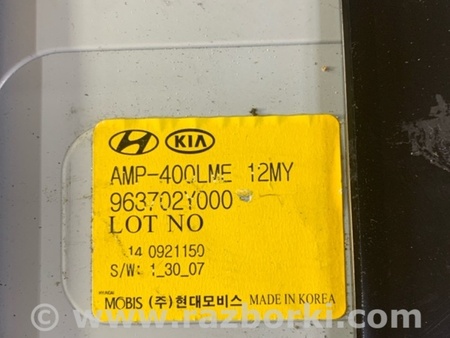 HYUNDAI KIA
AMP-400LME 12MY
963702Y000
LOT NO
14 0921150
S/W: 1_30_07
HYUNDAI
MOBIS (주)현대모비스 MADE IN KOREA
© www.razborki.com